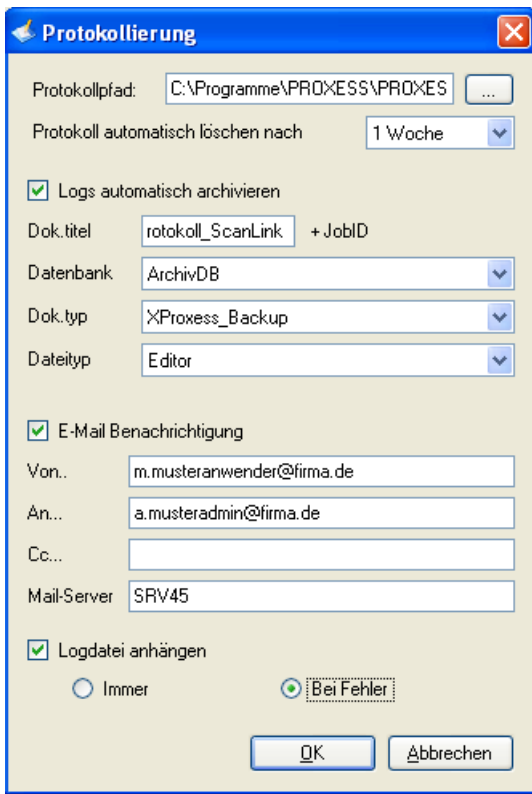 Protokollierung
Protokollpfad: C:\Programme\PROXESS\PROXES ...
Protokoll automatisch löschen nach 1 Woche
Logs automatisch archivieren
Dok.titel rotokoll_ScanLink + JobID
Datenbank ArchivDB
Dok.typ XProxess_Backup
Dateityp Editor
E-Mail Benachrichtigung
Von.. m.musteranwender@firma.de
An... a.musteradmin@firma.de
Cc...
Mail-Server SRV45
Logdatei anhängen
Immer Bei Fehler
OK Abbrechen